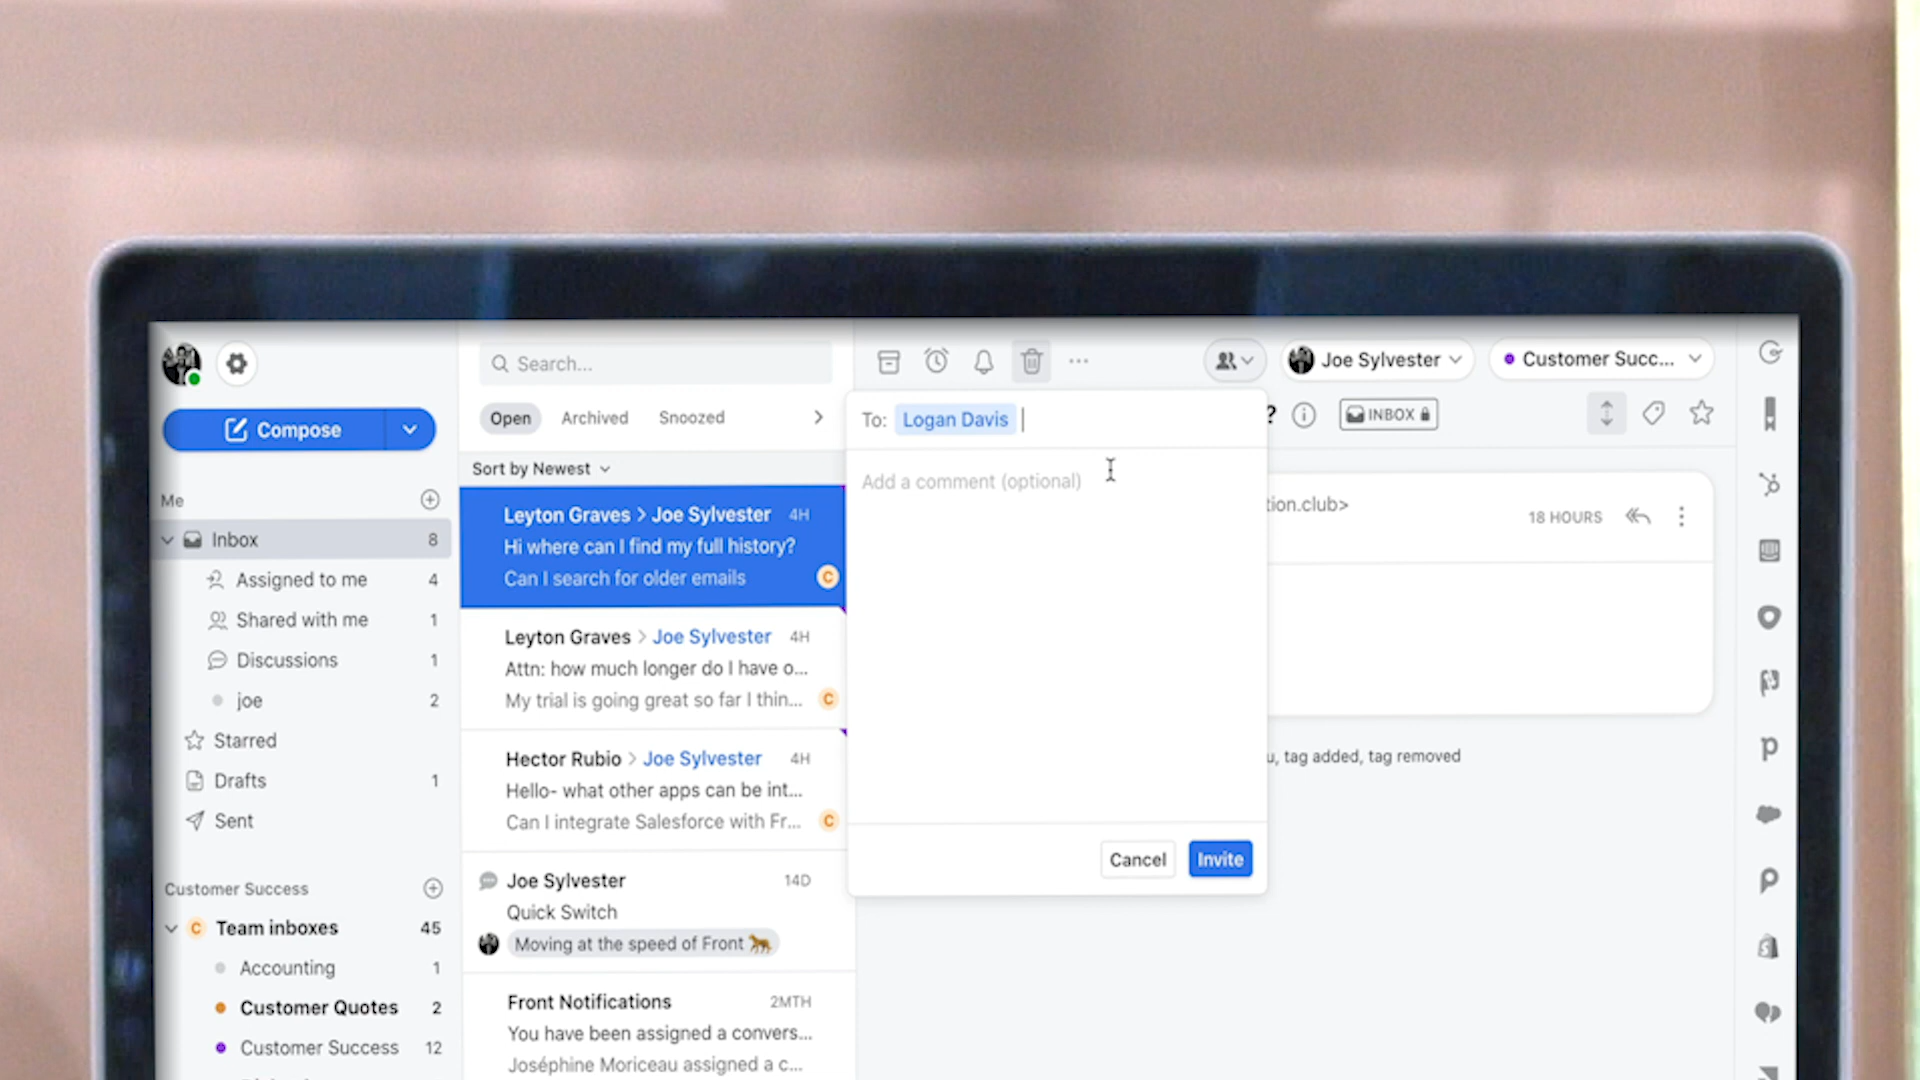 Search...
Compose
Open Archived Snoozed
Sort by Newest
Me
Inbox 8
Assigned to me 4
Shared with me 1
Discussions 1
joe 2
Starred
Drafts 1
Sent
Customer Success
C Team inboxes 45
Accounting 1
Customer Quotes 2
Customer Success 12
Leyton Graves > Joe Sylvester 4H
Hi where can I find my full history?
Can I search for older emails C
Leyton Graves > Joe Sylvester 4H
Attn: how much longer do I have o...
My trial is going great so far I thin... C
Hector Rubio > Joe Sylvester 4H
Hello- what other apps can be int...
Can I integrate Salesforce with Fr... C
Joe Sylvester 14D
Quick Switch
Moving at the speed of Front 🐆
Front Notifications 2MTH
You have been assigned a convers...
Joséphine Moriceau assigned a c...
Joe Sylvester Customer Succ...
To: Logan Davis
Add a comment (optional)
Cancel Invite
? INBOX
tion.club>
18 HOURS
u, tag added, tag removed